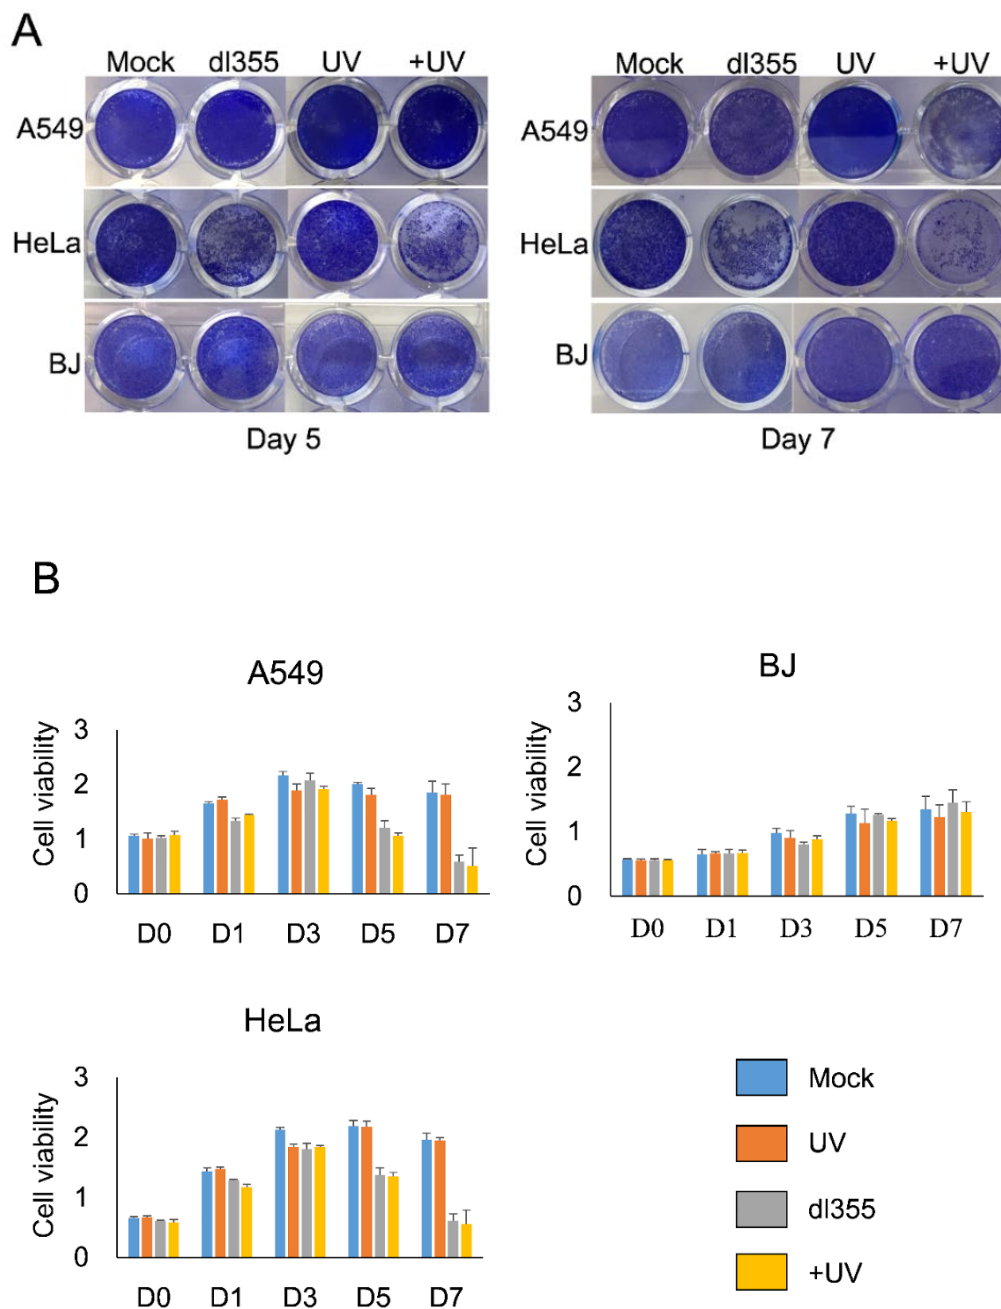 A
Mock dl355 UV +UV
A549
HeLa
BJ
Day 5
Mock dl355 UV +UV
A549
HeLa
BJ
Day 7
B
A549
Cell viability
3
2
1
0
D0 D1 D3 D5 D7
BJ
Cell viability
3
2
1
0
D0 D1 D3 D5 D7
HeLa
Cell viability
3
2
1
0
D0 D1 D3 D5 D7
Mock
UV
dl355
+UV